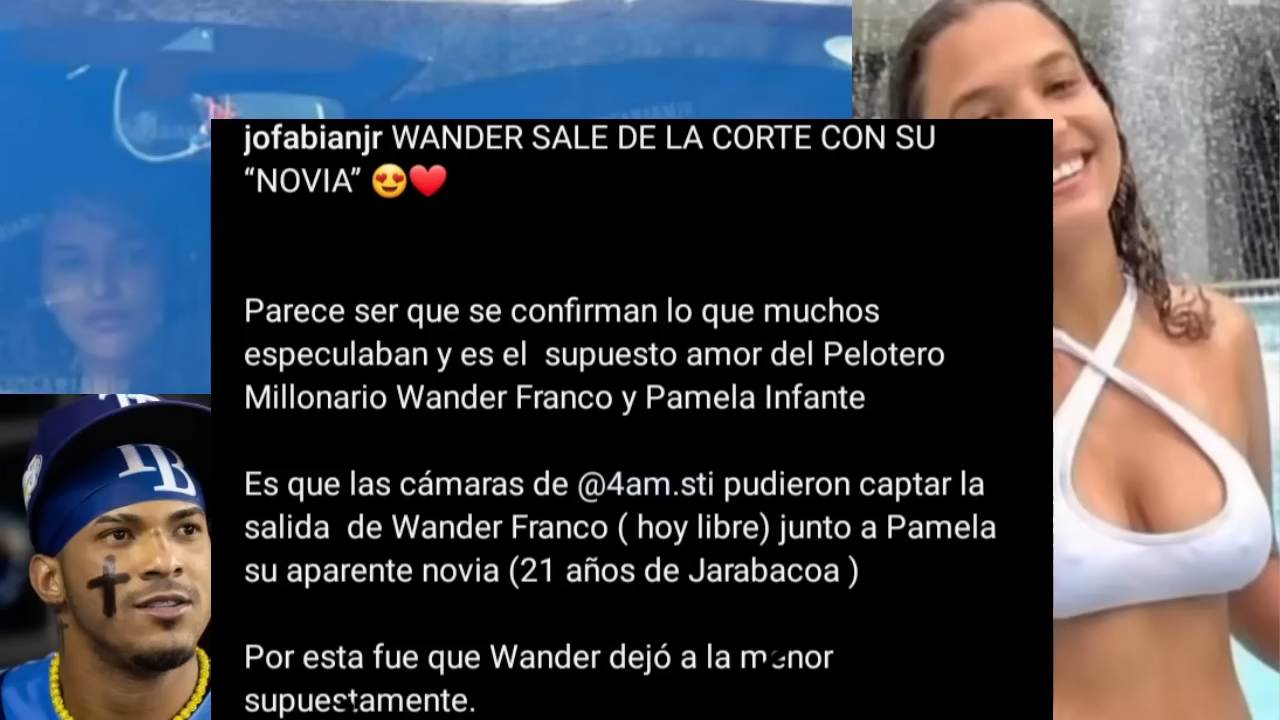 jofabianjr WANDER SALE DE LA CORTE CON SU
“NOVIA” 😍❤️
Parece ser que se confirman lo que muchos
especulaban y es el  supuesto amor del Pelotero
Millonario Wander Franco y Pamela Infante
Es que las cámaras de @4am.sti pudieron captar la
salida  de Wander Franco ( hoy libre) junto a Pamela
su aparente novia (21 años de Jarabacoa )
Por esta fue que Wander dejó a la menor
supuestamente.
TB